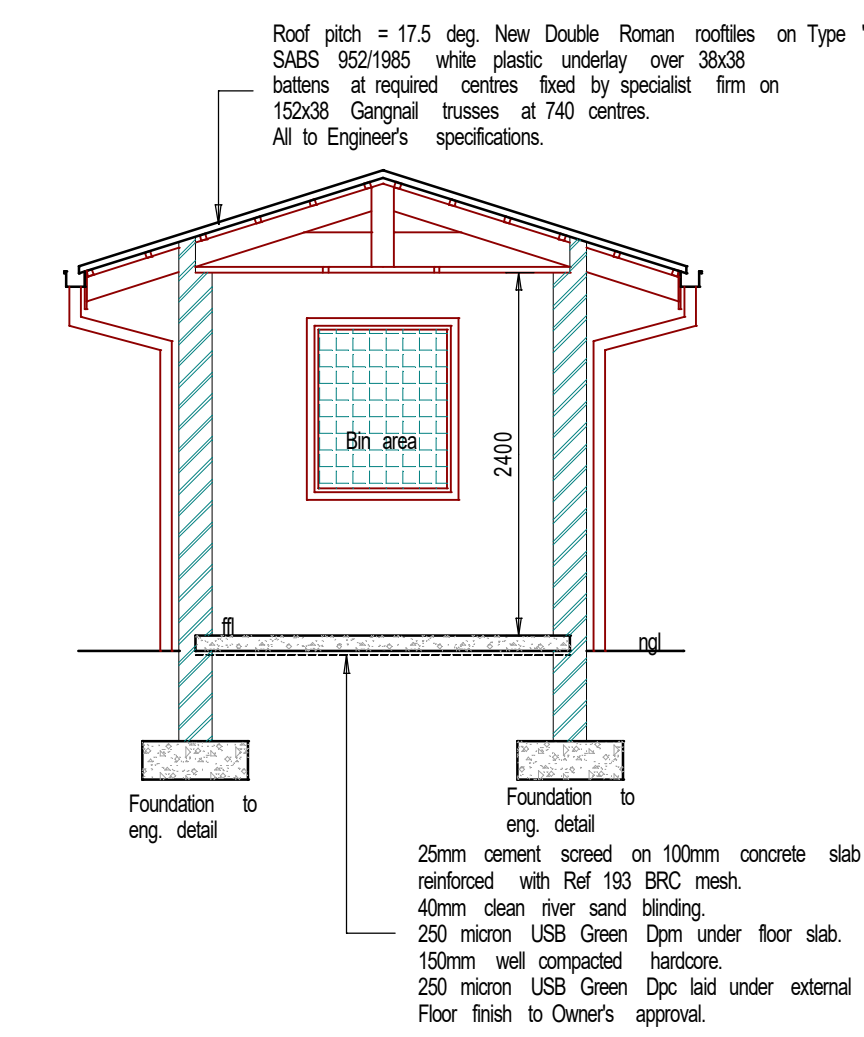 Roof pitch = 17.5 deg. New Double Roman rooftiles on Type '
SABS 952/1985 white plastic underlay over 38x38
battens at required centres fixed by specialist firm on
152x38 Gangnail trusses at 740 centres.
All to Engineer's specifications.
Bin area
2400
ffl
ngl
Foundation to
eng. detail
Foundation to
eng. detail
25mm cement screed on 100mm concrete slab
reinforced with Ref 193 BRC mesh.
40mm clean river sand blinding.
250 micron USB Green Dpm under floor slab.
150mm well compacted hardcore.
250 micron USB Green Dpc laid under external
Floor finish to Owner's approval.